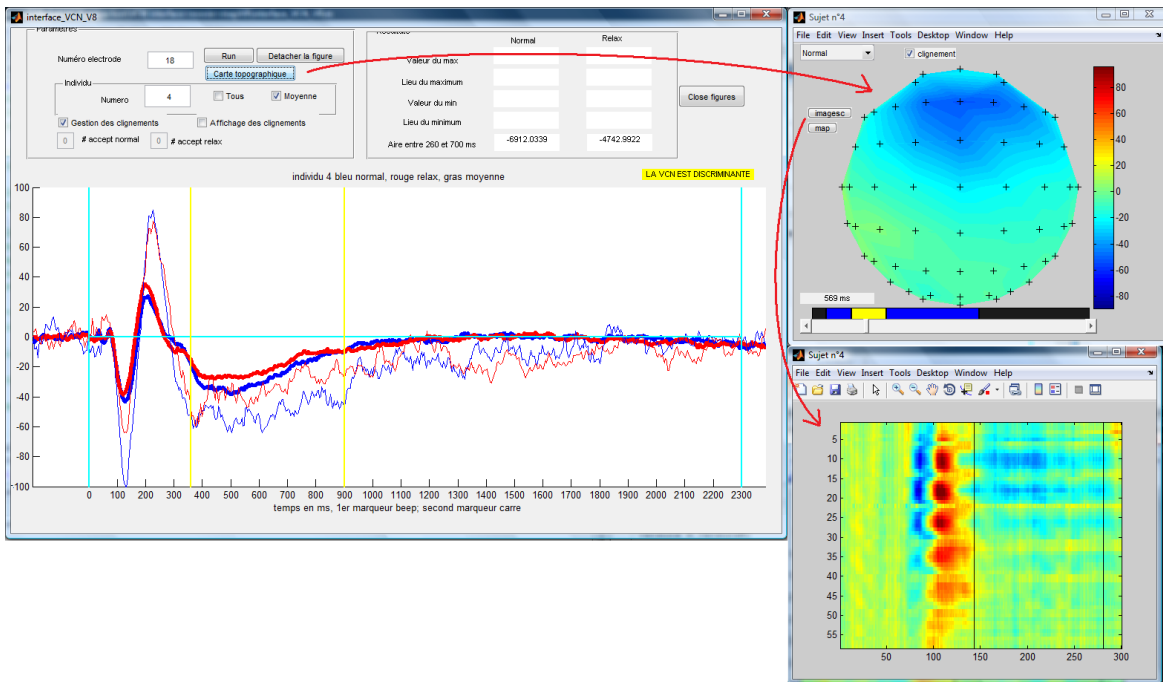 interface_VCN_V8
Parametres
Numéro electrode
18
Run
Detacher la figure
Carte topographique
Individu
Numero
4
Tous
Moyenne
Gestion des clignements
Affichage des clignements
0
# accept normal
0
# accept relax
Resultats
Normal
Relax
Valeur du max
Lieu du maximum
Valeur du min
Lieu du minimum
Aire entre 260 et 700 ms
-6912.0339
-4742.9922
Close figures
individu 4 bleu normal, rouge relax, gras moyenne
LA VCN EST DISCRIMINANTE
100
80
60
40
20
0
-20
-40
-60
-80
-100
0 100 200 300 400 500 600 700 800 900 1000 1100 1200 1300 1400 1500 1600 1700 1800 1900 2000 2100 2200 2300
temps en ms, 1er marqueur beep; second marqueur carre
Sujet n°4
File Edit View Insert Tools Desktop Window Help
Normal
clignement
imagesc
map
80
60
40
20
0
-20
-40
-60
-80
569 ms
Sujet n°4
File Edit View Insert Tools Desktop Window Help
5
10
15
20
25
30
35
40
45
50
55
50 100 150 200 250 300